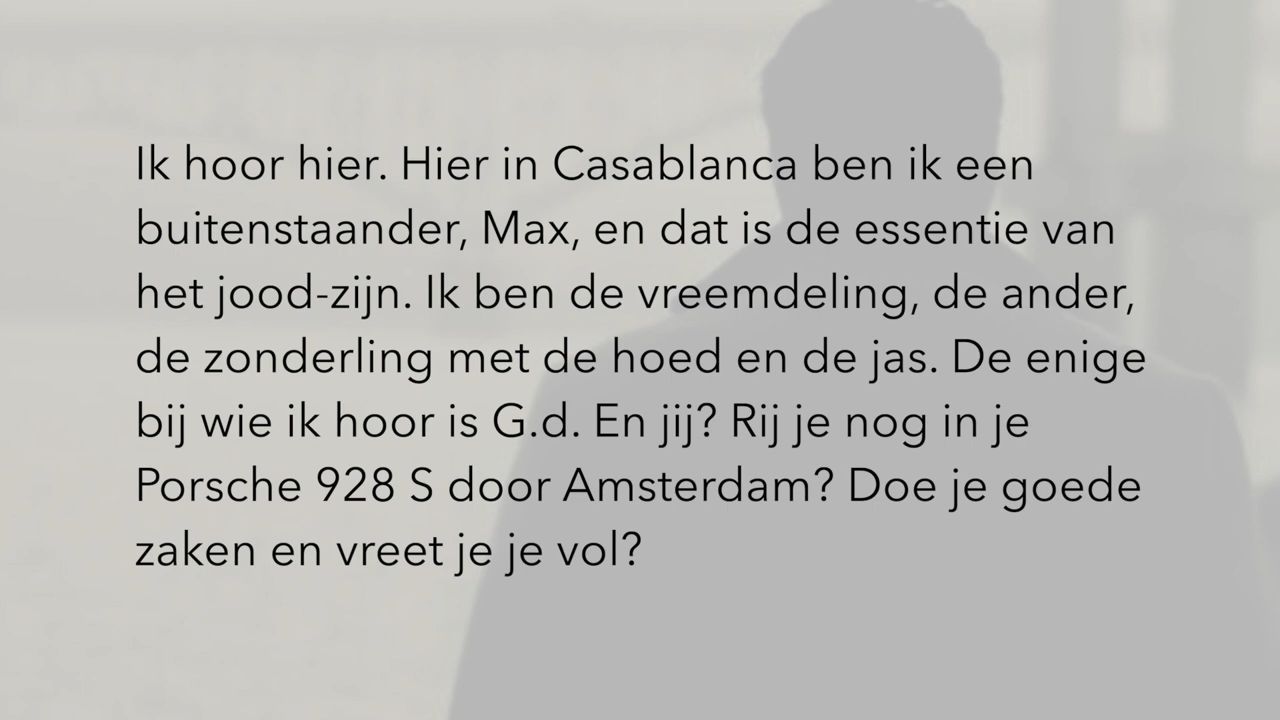 Ik hoor hier. Hier in Casablanca ben ik een
buitenstaander, Max, en dat is de essentie van
het jood-zijn. Ik ben de vreemdeling, de ander,
de zonderling met de hoed en de jas. De enige
bij wie ik hoor is G.d. En jij? Rij je nog in je
Porsche 928 S door Amsterdam? Doe je goede
zaken en vreet je je vol?